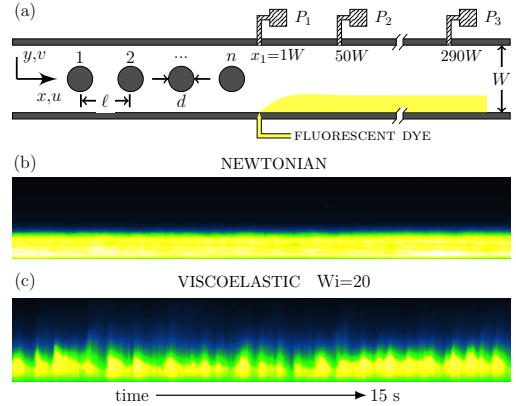 (a)
P₁ P₂ P₃
y,v 1 2 ... n x₁=1W 50W 290W
W
x,u ℓ d
FLUORESCENT DYE
(b) NEWTONIAN
(c) VISCOELASTIC Wi=20
time 15 s